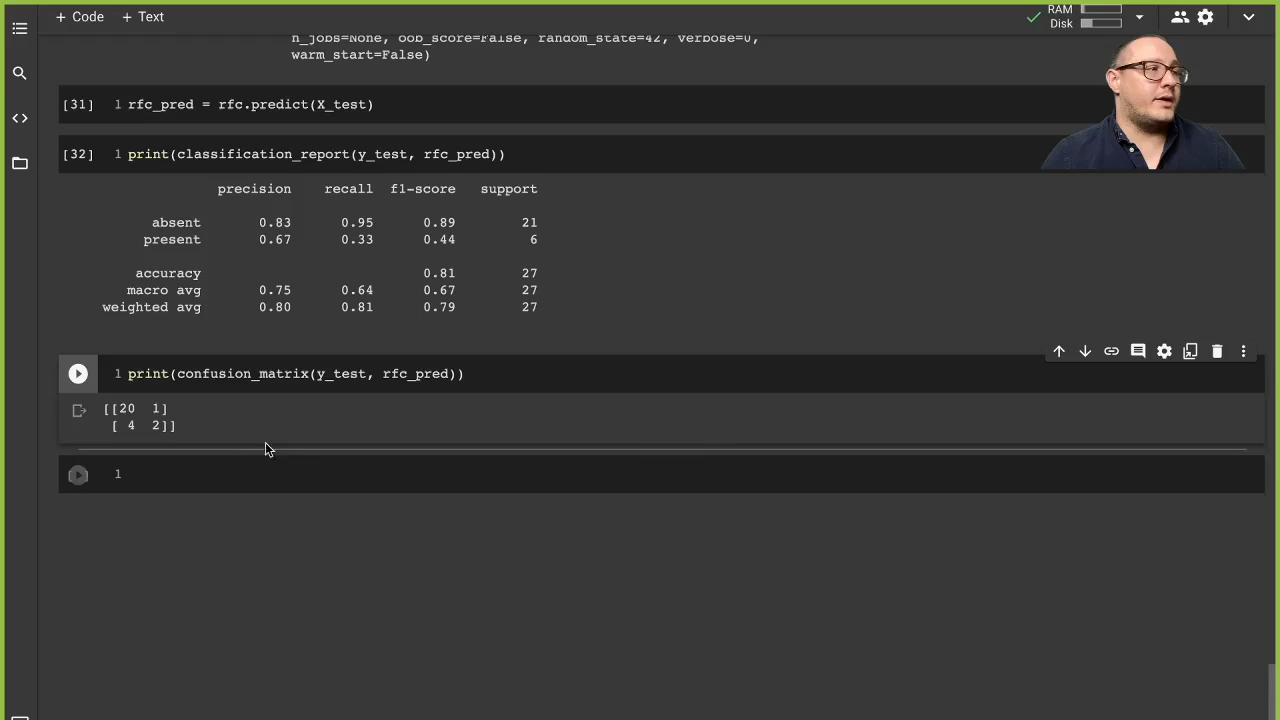 + Code + Text
RAM
Disk
n_jobs=None, oob_score=False, random_state=42, verbose=0,
warm_start=False)
[31] 1 rfc_pred = rfc.predict(X_test)
[32] 1 print(classification_report(y_test, rfc_pred))
precision recall f1-score support
absent 0.83 0.95 0.89 21
present 0.67 0.33 0.44 6
accuracy 0.81 27
macro avg 0.75 0.64 0.67 27
weighted avg 0.80 0.81 0.79 27
1 print(confusion_matrix(y_test, rfc_pred))
[[20 1]
[ 4 2]]
1